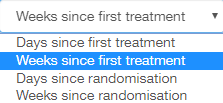 Weeks since first treatment
Days since first treatment
Weeks since first treatment
Days since randomisation
Weeks since randomisation